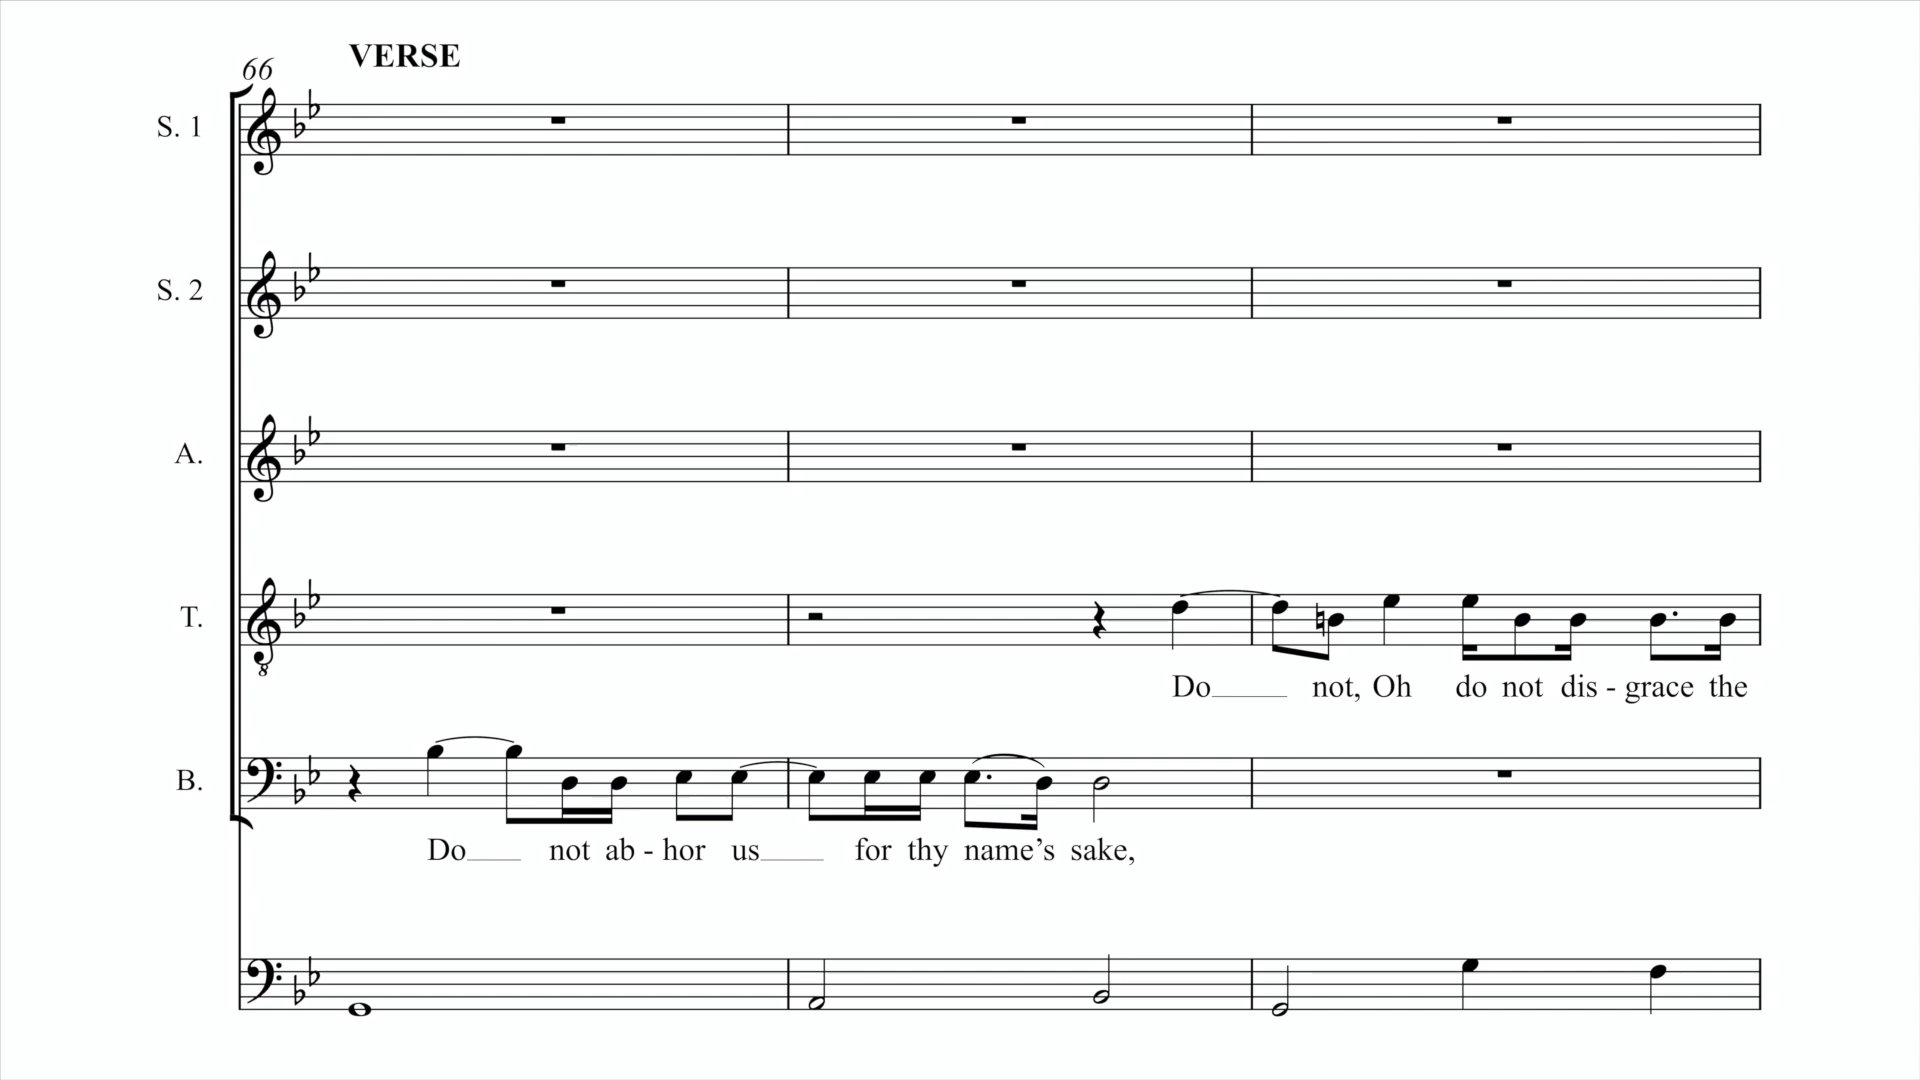 VERSE
66
S. 1
S. 2
A.
T.
Do not, Oh do not dis - grace the
B.
Do not ab - hor us for thy name’s sake,